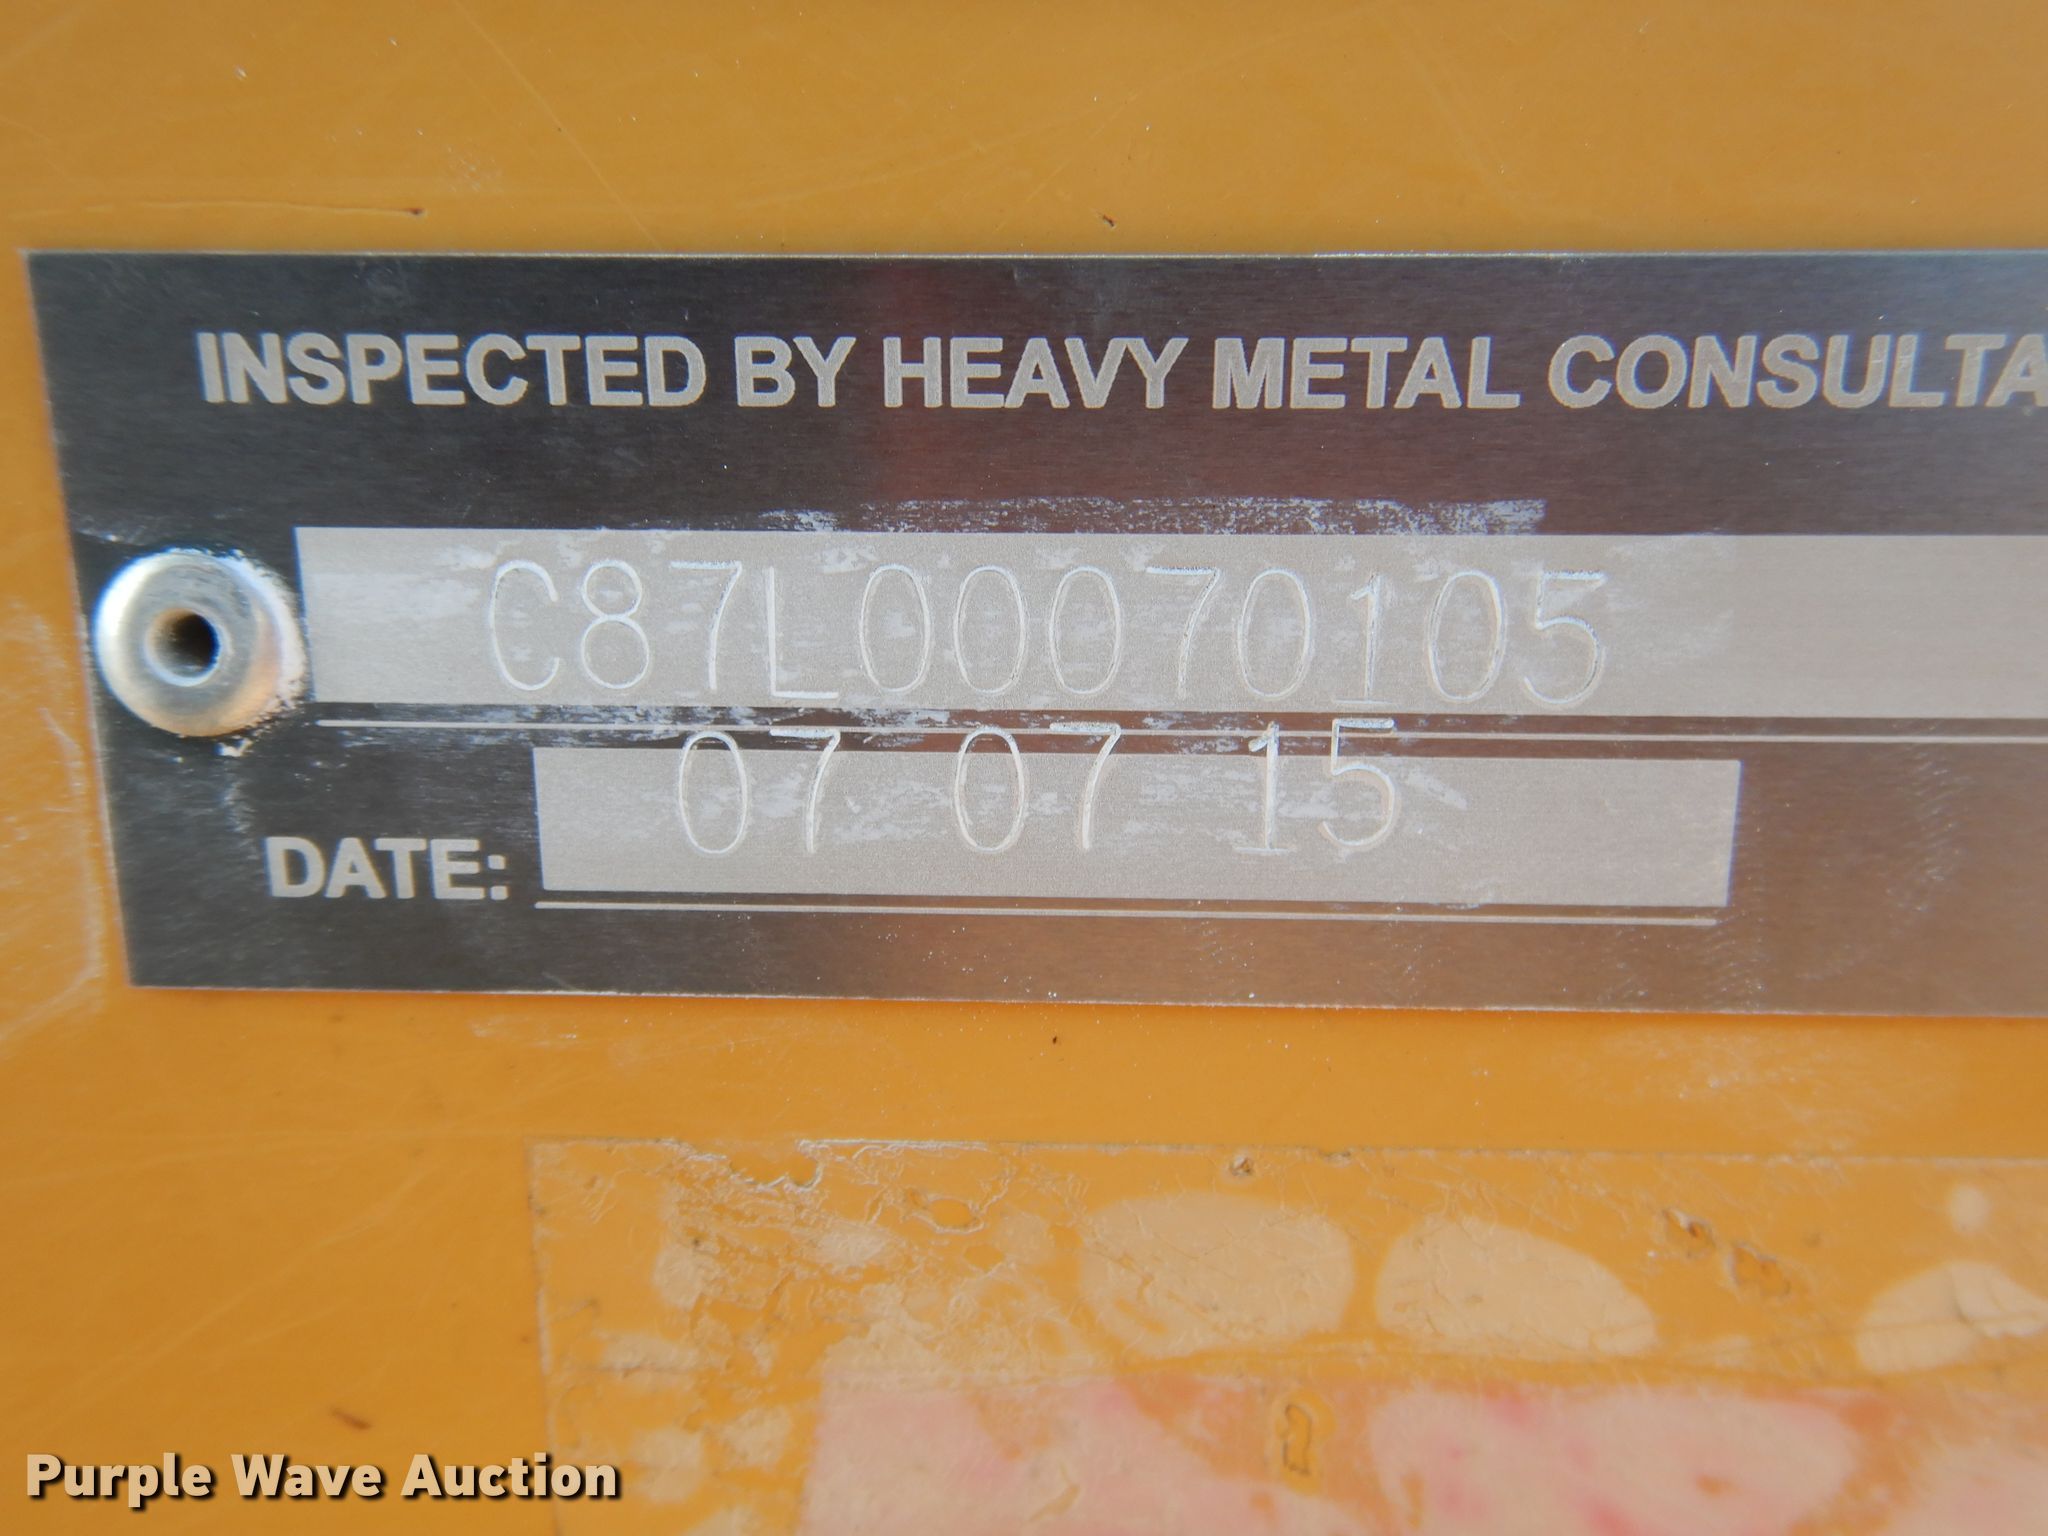 INSPECTED BY HEAVY METAL CONSULTA
C87L00070105
07 07 15
DATE:
Purple Wave Auction